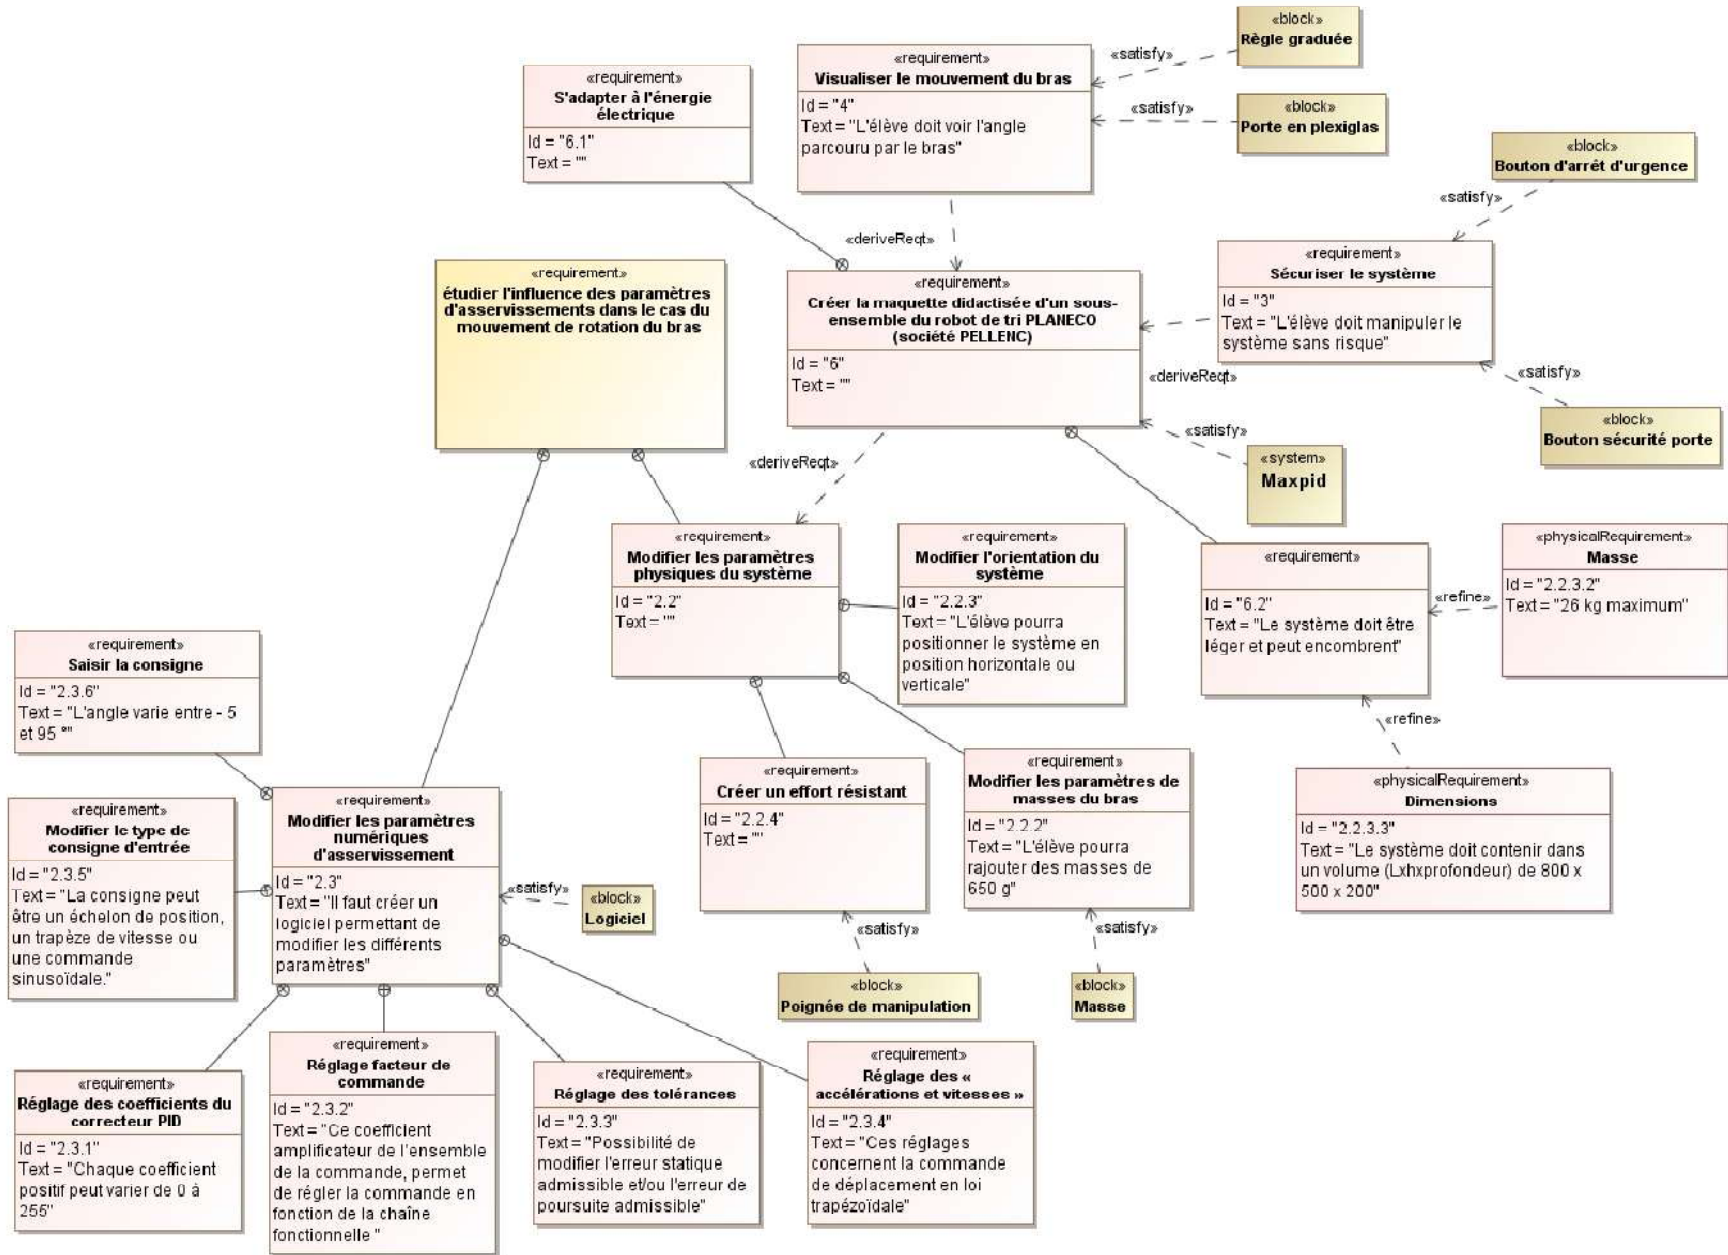 «block»
Règle graduée
«satisfy»
«requirement»
Visualiser le mouvement du bras
Id = "4"
Text = "L'élève doit voir l'angle
parcouru par le bras"
«satisfy»
«block»
Porte en plexiglas
«requirement»
S'adapter à l'énergie
électrique
Id = "6.1"
Text = ""
«block»
Bouton d'arrêt d'urgence
«satisfy»
«deriveReqt»
«requirement»
Sécuriser le système
Id = "3"
Text = "L'élève doit manipuler le
système sans risque"
«deriveReqt»
«satisfy»
«block»
Bouton sécurité porte
«requirement»
étudier l'influence des paramètres
d'asservissements dans le cas du
mouvement de rotation du bras
«requirement»
Créer la maquette didactisée d'un sous-
ensemble du robot de tri PLANECO
(société PELLENC)
Id = "6"
Text = ""
«satisfy»
«system»
Maxpid
«deriveReqt»
«requirement»
Modifier les paramètres
physiques du système
Id = "2.2"
Text = ""
«requirement»
Modifier l'orientation du
système
Id = "2.2.3"
Text = "L'élève pourra
positionner le système en
position horizontale ou
verticale"
«requirement»
Id = "6.2"
Text = "Le système doit être
léger et peut encombrent"
«refine»
«physicalRequirement»
Masse
Id = "2.2.3.2"
Text = "26 kg maximum"
«refine»
«physicalRequirement»
Dimensions
Id = "2.2.3.3"
Text = "Le système doit contenir dans
un volume (Lxhxprofondeur) de 800 x
500 x 200"
«requirement»
Saisir la consigne
Id = "2.3.6"
Text = "L'angle varie entre - 5
et 95 °"
«requirement»
Modifier le type de
consigne d'entrée
Id = "2.3.5"
Text = "La consigne peut
être un échelon de position,
un trapèze de vitesse ou
une commande
sinusoïdale."
«requirement»
Modifier les paramètres
numériques
d'asservissement
Id = "2.3"
Text = "Il faut créer un
logiciel permettant de
modifier les différents
paramètres"
«satisfy»
«block»
Logiciel
«requirement»
Créer un effort résistant
Id = "2.2.4"
Text = ""
«satisfy»
«block»
Poignée de manipulation
«requirement»
Modifier les paramètres de
masses du bras
Id = "2.2.2"
Text = "L'élève pourra
rajouter des masses de
650 g"
«satisfy»
«block»
Masse
«requirement»
Réglage des coefficients du
correcteur PID
Id = "2.3.1"
Text = "Chaque coefficient
positif peut varier de 0 à
255"
«requirement»
Réglage facteur de
commande
Id = "2.3.2"
Text = "Ce coefficient
amplificateur de l'ensemble
de la commande, permet
de régler la commande en
fonction de la chaîne
fonctionnelle "
«requirement»
Réglage des tolérances
Id = "2.3.3"
Text = "Possibilité de
modifier l'erreur statique
admissible et/ou l'erreur de
poursuite admissible"
«requirement»
Réglage des «
accélérations et vitesses »
Id = "2.3.4"
Text = "Ces réglages
concernent la commande
de déplacement en loi
trapézoïdale"